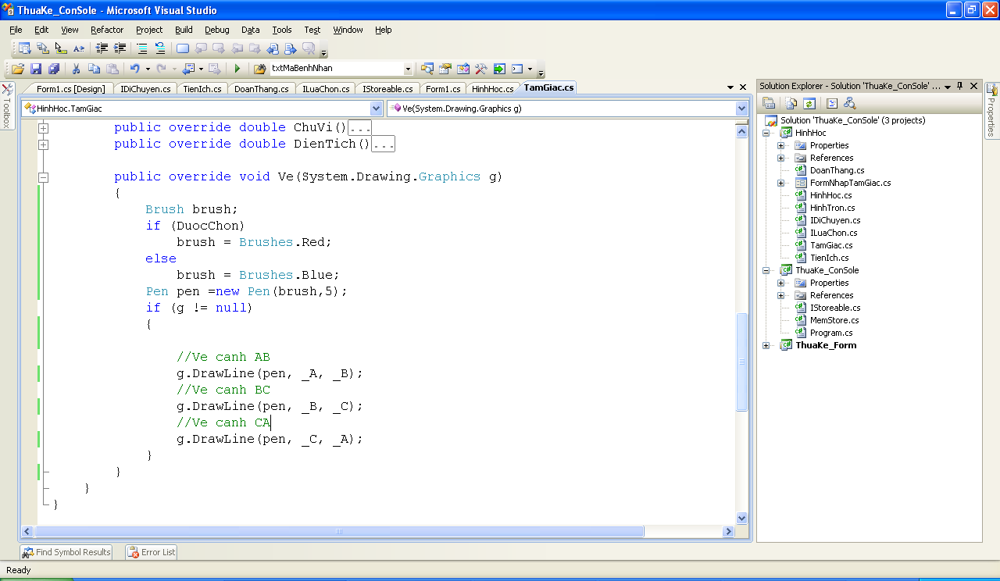 ThuaKe_ConSole - Microsoft Visual Studio
File Edit View Refactor Project Build Debug Data Tools Test Window Help
txtMaBenhNhan
Form1.cs [Design] IDiChuyen.cs TienIch.cs DoanThang.cs ILuaChon.cs IStoreable.cs Form1.cs HinhHoc.cs TamGiac.cs
HinhHoc.TamGiac
Ve(System.Drawing.Graphics g)
Toolbox
public override double ChuVi()...
public override double DienTich()...
public override void Ve(System.Drawing.Graphics g)
{
Brush brush;
if (DuocChon)
brush = Brushes.Red;
else
brush = Brushes.Blue;
Pen pen =new Pen(brush,5);
if (g != null)
{
//Ve canh AB
g.DrawLine(pen, _A, _B);
//Ve canh BC
g.DrawLine(pen, _B, _C);
//Ve canh CA
g.DrawLine(pen, _C, _A);
}
}
}
}
Solution Explorer - Solution 'ThuaKe_ConSole' ...
Solution 'ThuaKe_ConSole' (3 projects)
HinhHoc
Properties
References
DoanThang.cs
FormNhapTamGiac.cs
HinhHoc.cs
HinhTron.cs
IDiChuyen.cs
ILuaChon.cs
TamGiac.cs
TienIch.cs
ThuaKe_ConSole
Properties
References
IStoreable.cs
MemStore.cs
Program.cs
ThuaKe_Form
Properties
Find Symbol Results Error List
Ready